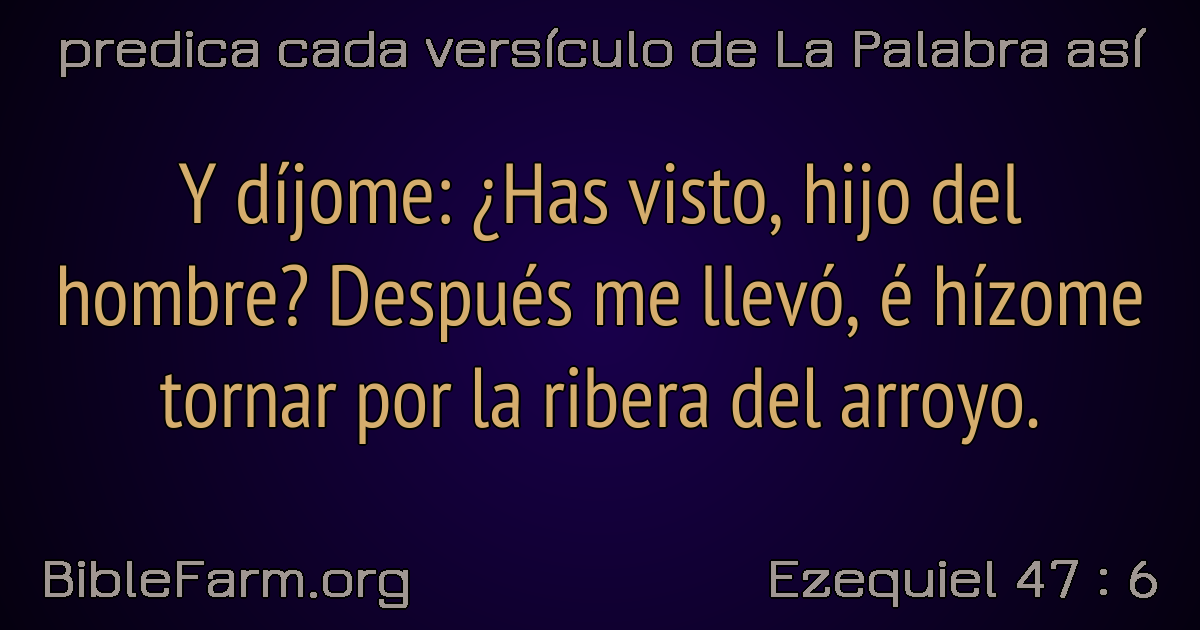 predica cada versículo de La Palabra así
Y díjome: ¿Has visto, hijo del
hombre? Después me llevó, é hízome
tornar por la ribera del arroyo.
BibleFarm.org
Ezequiel 47 : 6